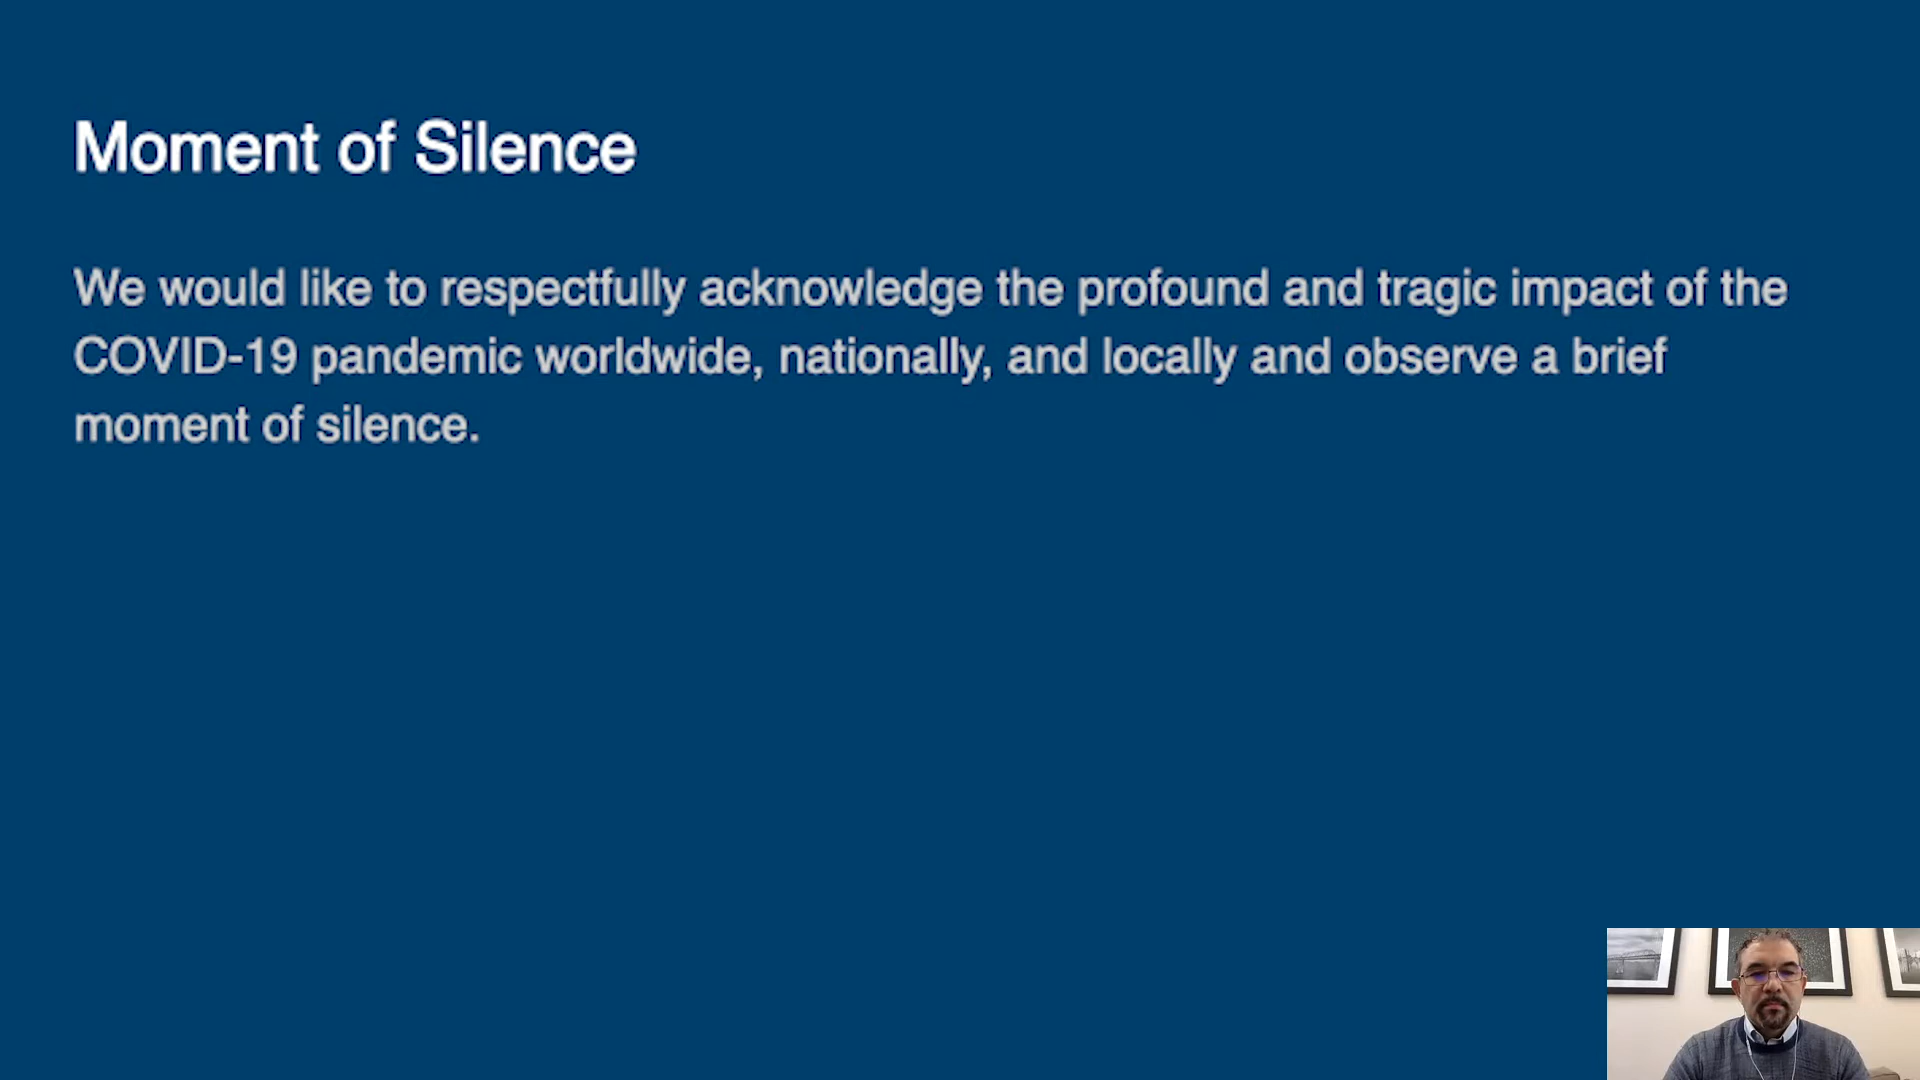 Moment of Silence
We would like to respectfully acknowledge the profound and tragic impact of the
COVID-19 pandemic worldwide, nationally, and locally and observe a brief
moment of silence.